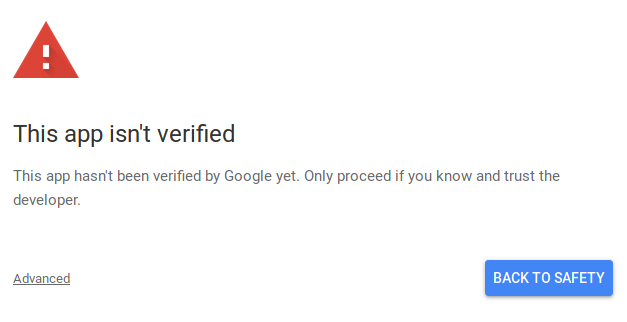 This app isn't verified
This app hasn't been verified by Google yet. Only proceed if you know and trust the
developer.
Advanced
BACK TO SAFETY